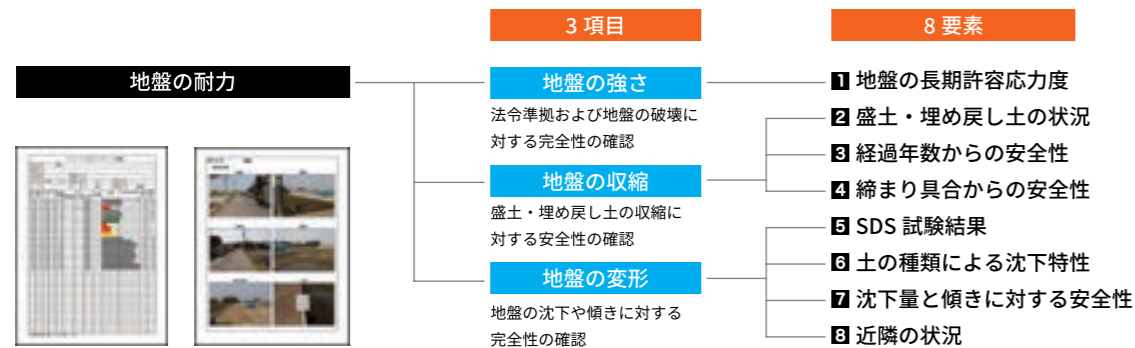 3 項目
8 要素
地盤の耐力
地盤の強さ
法令準拠および地盤の破壊に
対する完全性の確認
地盤の収縮
盛土・埋め戻し土の収縮に
対する安全性の確認
地盤の変形
地盤の沈下や傾きに対する
完全性の確認
1 地盤の長期許容応力度
2 盛土・埋め戻し土の状況
3 経過年数からの安全性
4 締まり具合からの安全性
5 SDS 試験結果
6 土の種類による沈下特性
7 沈下量と傾きに対する安全性
8 近隣の状況